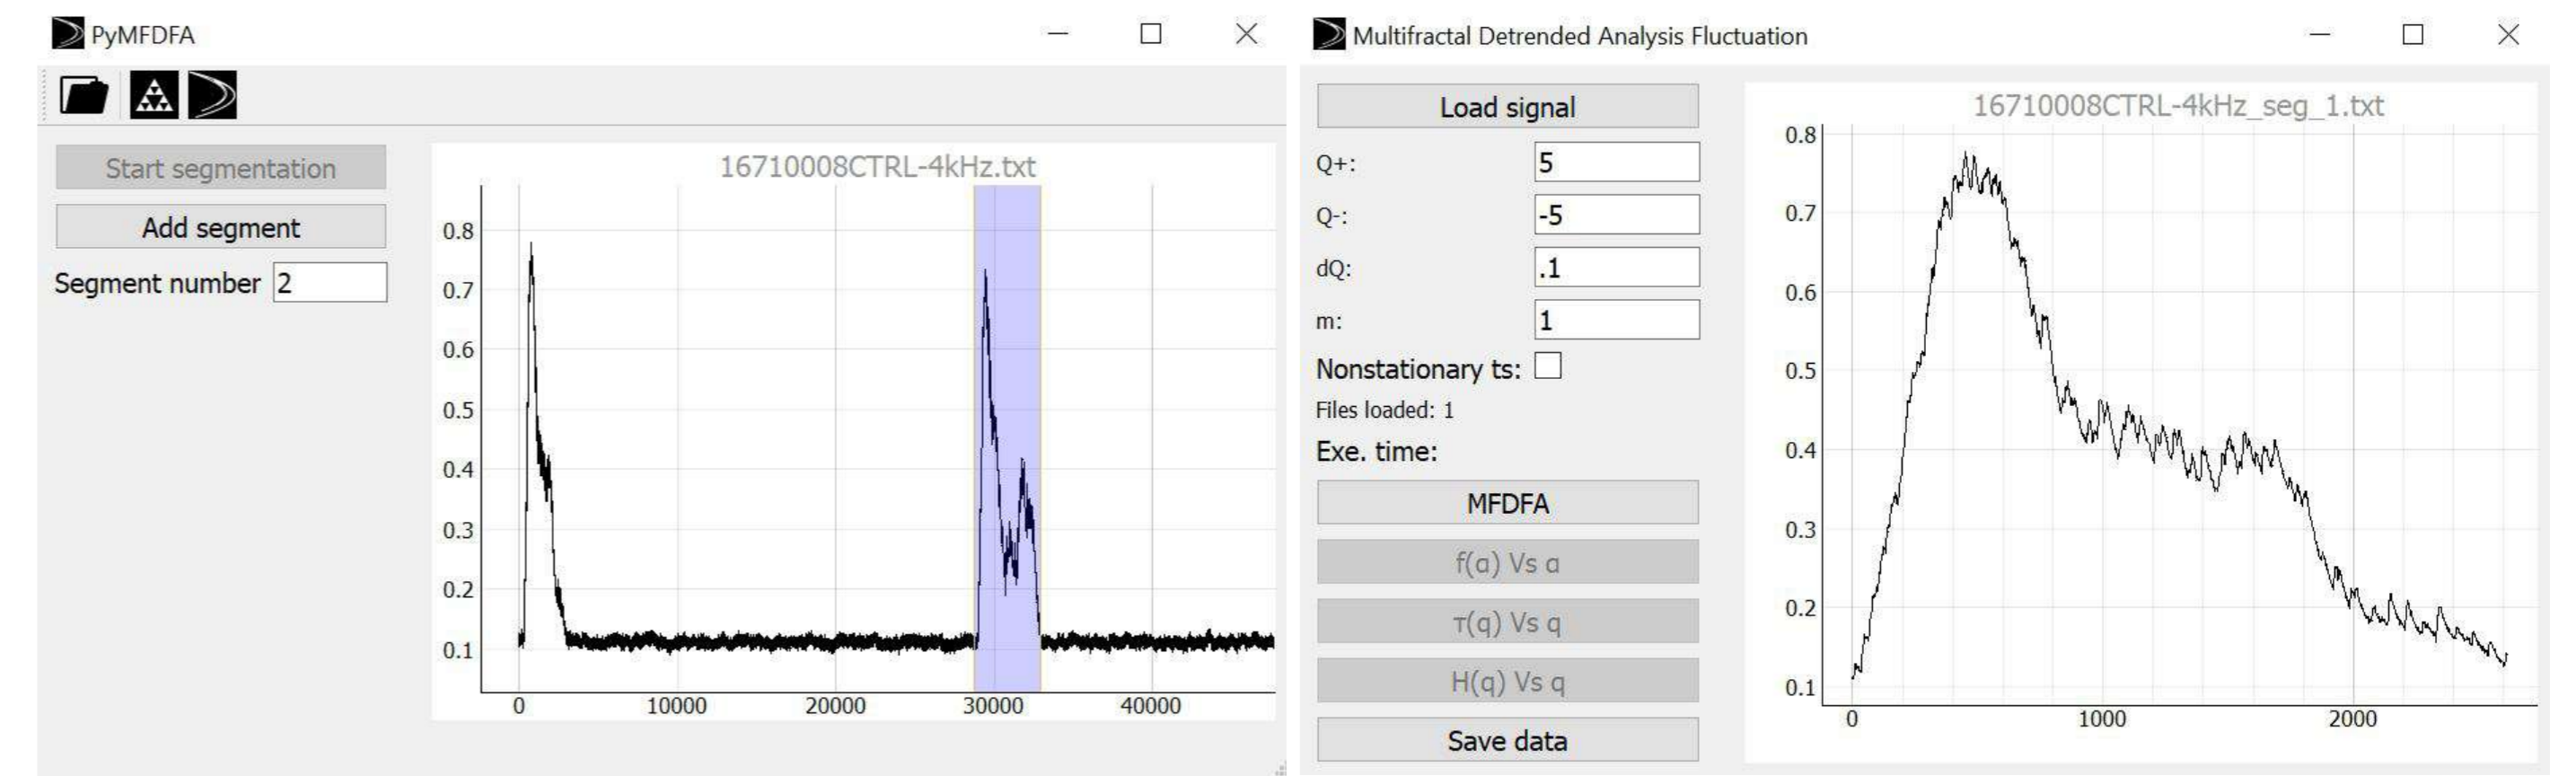 PyMFDFA
Start segmentation
Add segment
Segment number 2
16710008CTRL-4kHz.txt
0.8
0.7
0.6
0.5
0.4
0.3
0.2
0.1
0 10000 20000 30000 40000
Multifractal Detrended Analysis Fluctuation
Load signal
Q+: 5
Q-: -5
dQ: .1
m: 1
Nonstationary ts:
Files loaded: 1
Exe. time:
MFDFA
f(α) Vs α
τ(q) Vs q
H(q) Vs q
Save data
16710008CTRL-4kHz_seg_1.txt
0.8
0.7
0.6
0.5
0.4
0.3
0.2
0.1
0 1000 2000